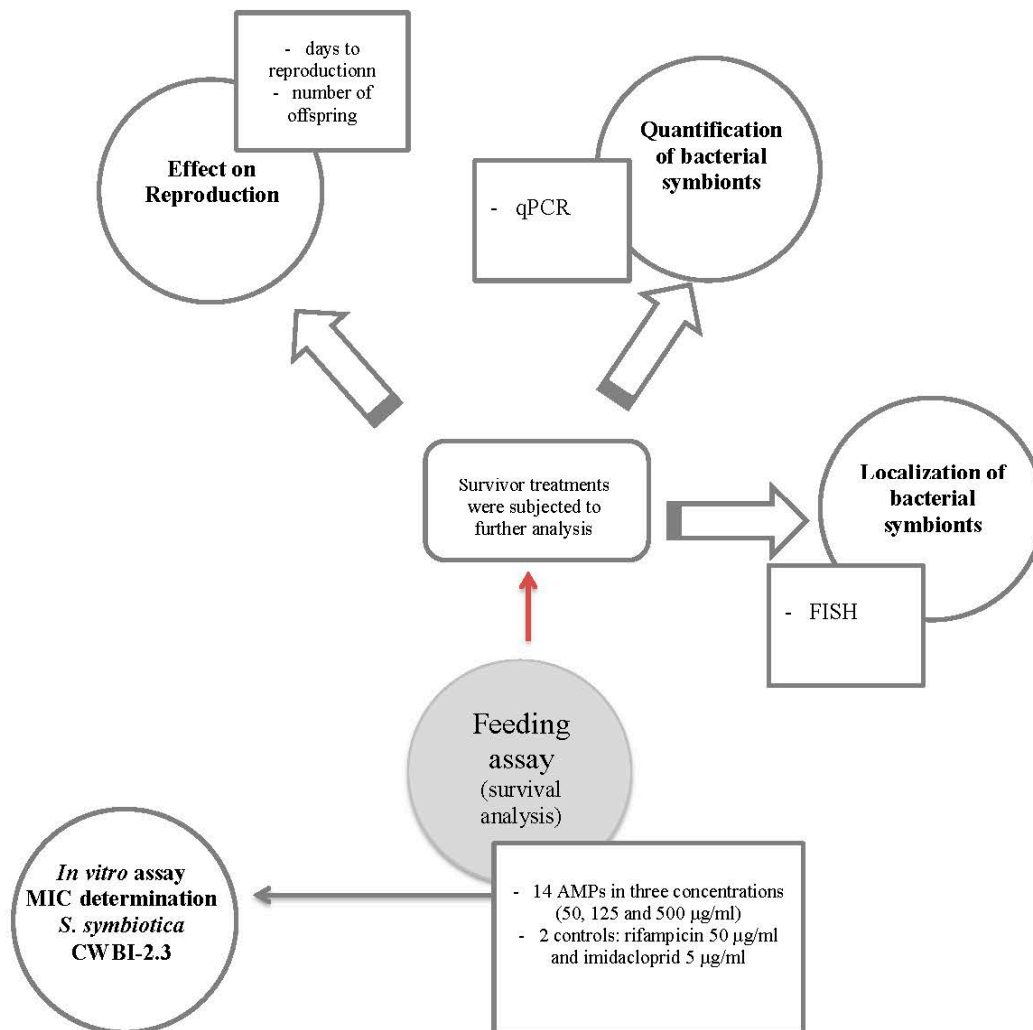 - days to
reproductionn
- number of
offspring
Effect on
Reproduction
Quantification
of bacterial
symbionts
- qPCR
Survivor treatments
were subjected to
further analysis
Localization of
bacterial
symbionts
- FISH
Feeding
assay
(survival
analysis)
- 14 AMPs in three concentrations
(50, 125 and 500 µg/ml)
- 2 controls: rifampicin 50 µg/ml
and imidacloprid 5 µg/ml
In vitro assay
MIC determination
S. symbiotica
CWBI-2.3